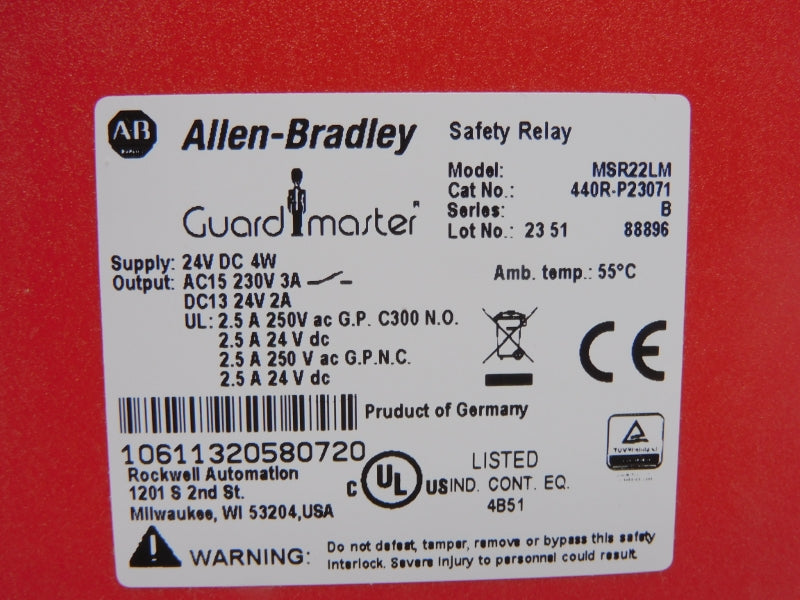 AB
Allen-Bradley Safety Relay
Guardmaster
Model: MSR22LM
Cat No.: 440R-P23071
Series: B
Lot No.: 23 51 88896
Supply: 24V DC 4W
Output: AC15 230V 3A
DC13 24V 2A
Amb. temp.: 55°C
UL: 2.5 A 250V ac G.P. C300 N.O.
2.5 A 24 V dc
2.5 A 250 V ac G.P.N.C.
2.5 A 24 V dc
CE
Product of Germany
10611320580720
Rockwell Automation
1201 S 2nd St.
Milwaukee, WI 53204,USA
C UL US LISTED
IND. CONT. EQ.
4B51
WARNING: Do not defeat, tamper, remove or bypass this safety
interlock. Severe injury to personnel could result.